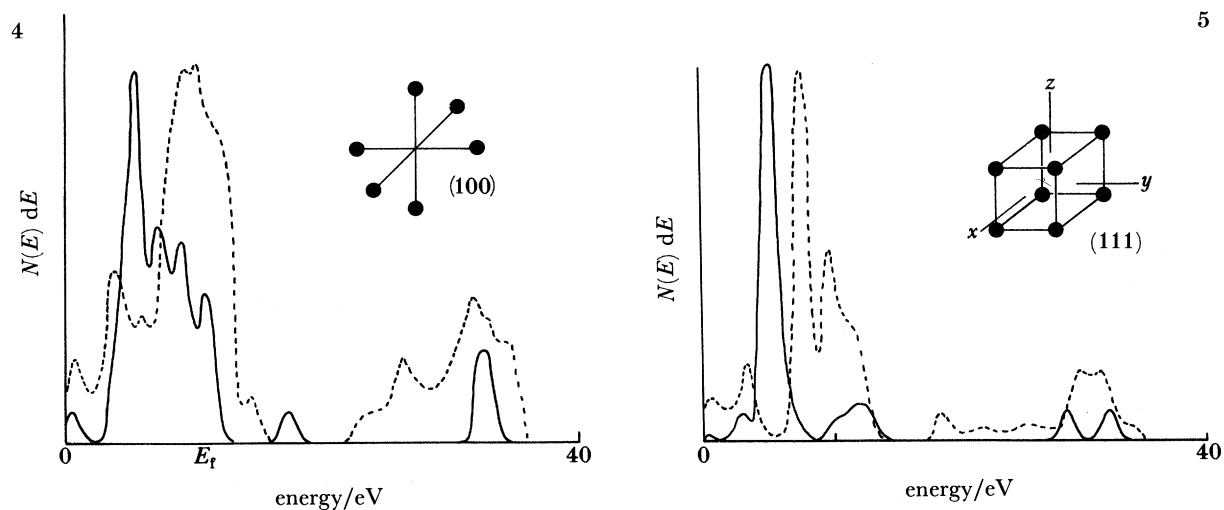 4
N(E) dE
(100)
0
E_f
40
energy/eV
5
N(E) dE
z
y
x
(111)
0
40
energy/eV